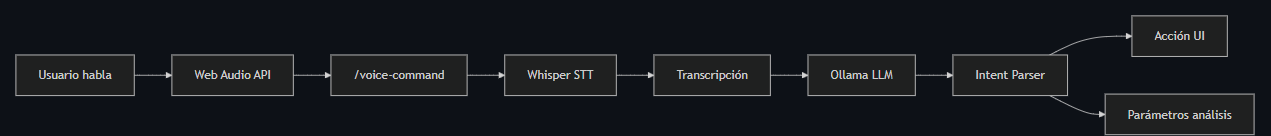 Usuario habla
Web Audio API
/voice-command
Whisper STT
Transcripción
Ollama LLM
Intent Parser
Acción UI
Parámetros análisis